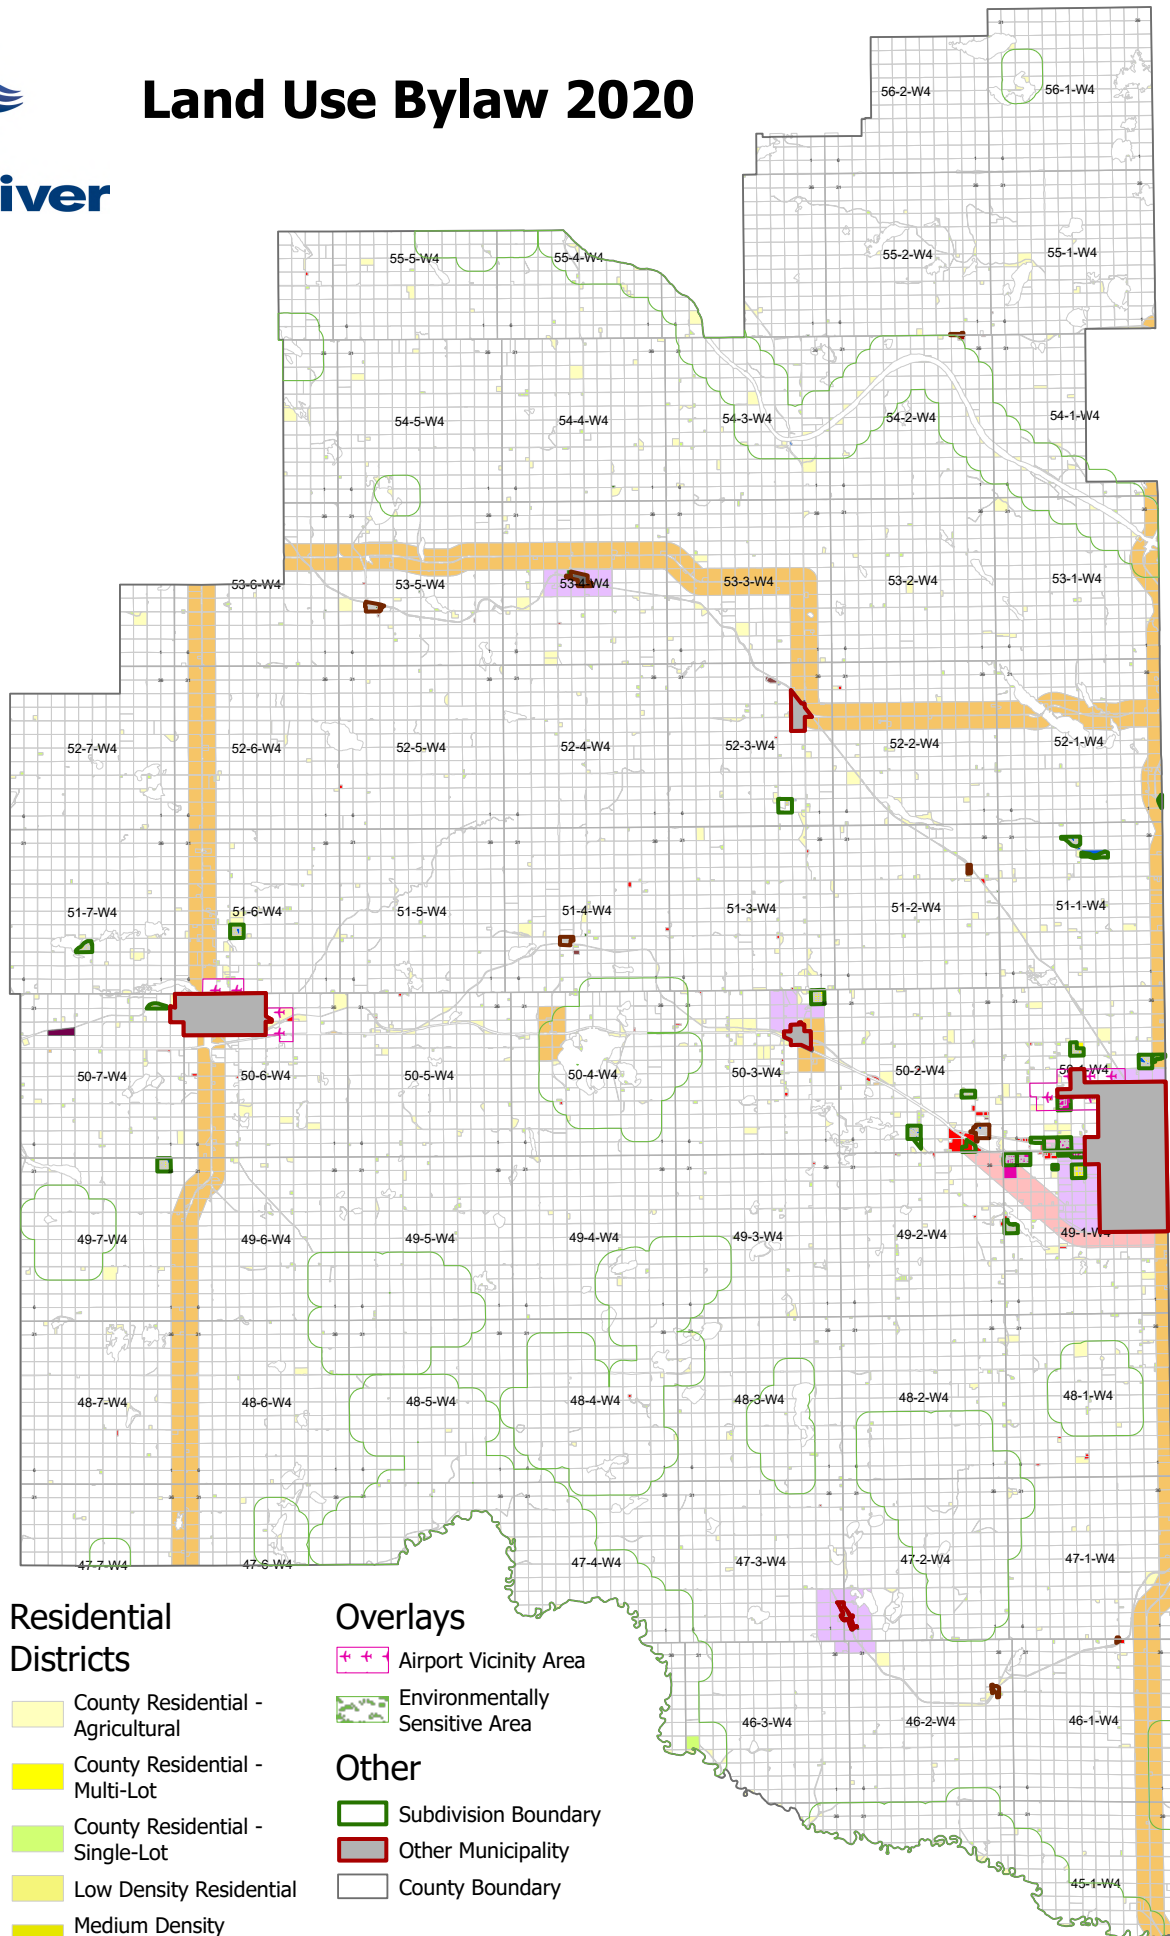 Land Use Bylaw 2020
iver
56-2-W4
56-1-W4
55-5-W4
55-4-W4
55-2-W4
55-1-W4
54-5-W4
54-4-W4
54-3-W4
54-2-W4
54-1-W4
53-6-W4
53-5-W4
53-4-W4
53-3-W4
53-2-W4
53-1-W4
52-7-W4
52-6-W4
52-5-W4
52-4-W4
52-3-W4
52-2-W4
52-1-W4
51-7-W4
51-6-W4
51-5-W4
51-4-W4
51-3-W4
51-2-W4
51-1-W4
50-7-W4
50-6-W4
50-5-W4
50-4-W4
50-3-W4
50-2-W4
50-1-W4
49-7-W4
49-6-W4
49-5-W4
49-4-W4
49-3-W4
49-2-W4
49-1-W4
48-7-W4
48-6-W4
48-5-W4
48-4-W4
48-3-W4
48-2-W4
48-1-W4
47-7-W4
47-6-W4
47-4-W4
47-3-W4
47-2-W4
47-1-W4
46-3-W4
46-2-W4
46-1-W4
45-1-W4
Residential
Districts
County Residential -
Agricultural
County Residential -
Multi-Lot
County Residential -
Single-Lot
Low Density Residential
Medium Density
Overlays
Airport Vicinity Area
Environmentally
Sensitive Area
Other
Subdivision Boundary
Other Municipality
County Boundary